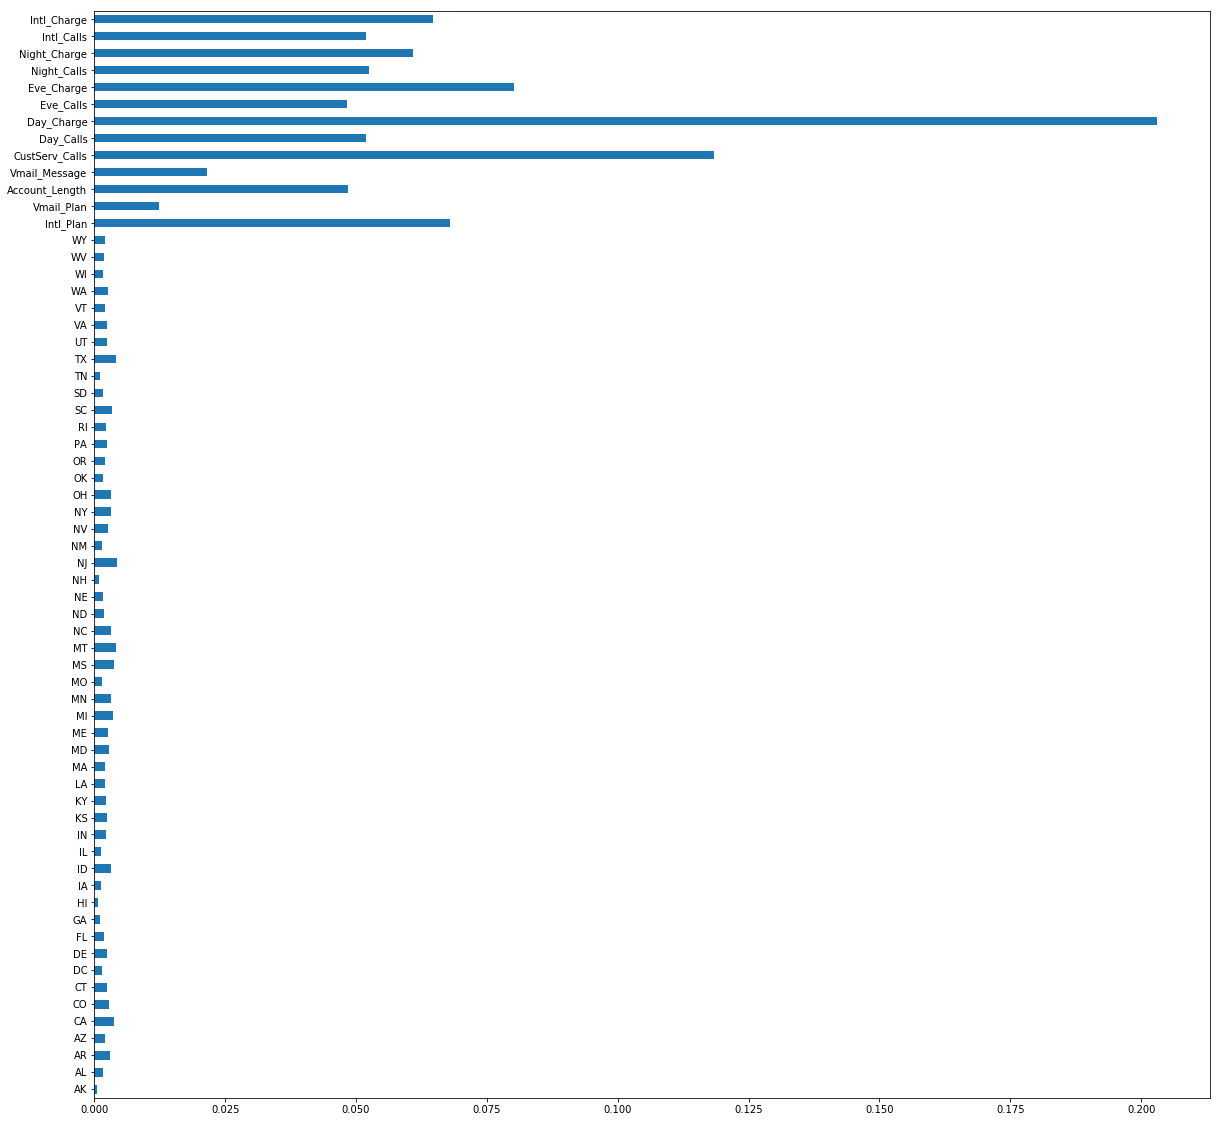 Intl_Charge
Intl_Calls
Night_Charge
Night_Calls
Eve_Charge
Eve_Calls
Day_Charge
Day_Calls
CustServ_Calls
Vmail_Message
Account_Length
Vmail_Plan
Intl_Plan
WY
WV
WI
WA
VT
VA
UT
TX
TN
SD
SC
RI
PA
OR
OK
OH
NY
NV
NM
NJ
NH
NE
ND
NC
MT
MS
MO
MN
MI
ME
MD
MA
LA
KY
KS
IN
IL
ID
IA
HI
GA
FL
DE
DC
CT
CO
CA
AZ
AR
AL
AK
0.000 0.025 0.050 0.075 0.100 0.125 0.150 0.175 0.200